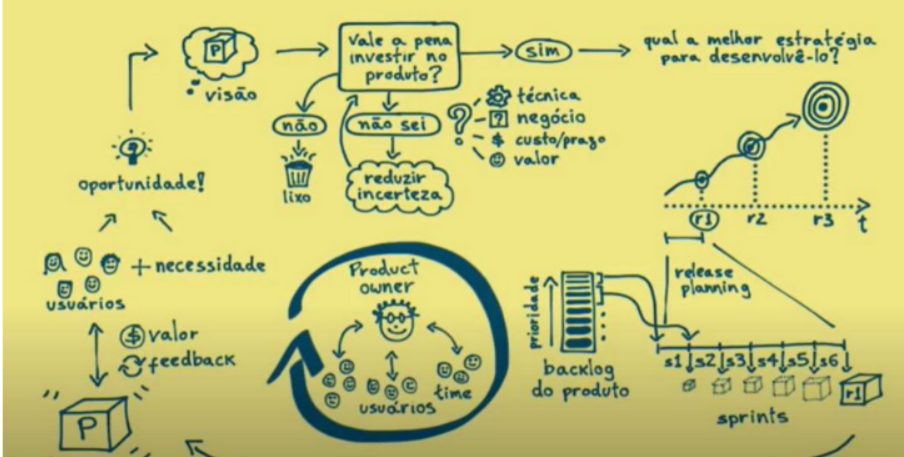 P
visão
Vale a pena
investir no
produto?
sim
qual a melhor estratégia
para desenvolvê-lo?
não
lixo
não sei
reduzir
incerteza
?
técnica
? negócio
$ custo/prazo
valor
oportunidade!
usuários
+ necessidade
$ valor
feedback
P
Product
owner
usuários
time
prioridade
backlog
do produto
r1 r2 r3 t
release
planning
s1 s2 s3 s4 s5 s6
r1
sprints